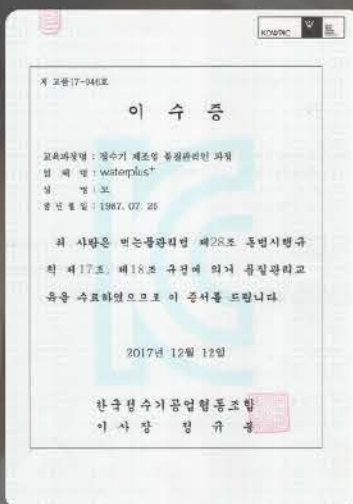 KOWPIC
제 고품17-046호
이 수 증
교육과정명 : 정수기 제조업 품질관리인 과정
업 체 명 : waterplus+
성 명 :
생 년 월 일 : 1987. 07. 25
위 사람은 먹는물관리법 제28조 동법시행규
칙 제17조, 제18조 규정에 의거 품질관리교
육을 수료하였으므로 이 증서를 드립니다.
2017년 12월 12일
한국정수기공업협동조합
이 사 장 정 규 봉